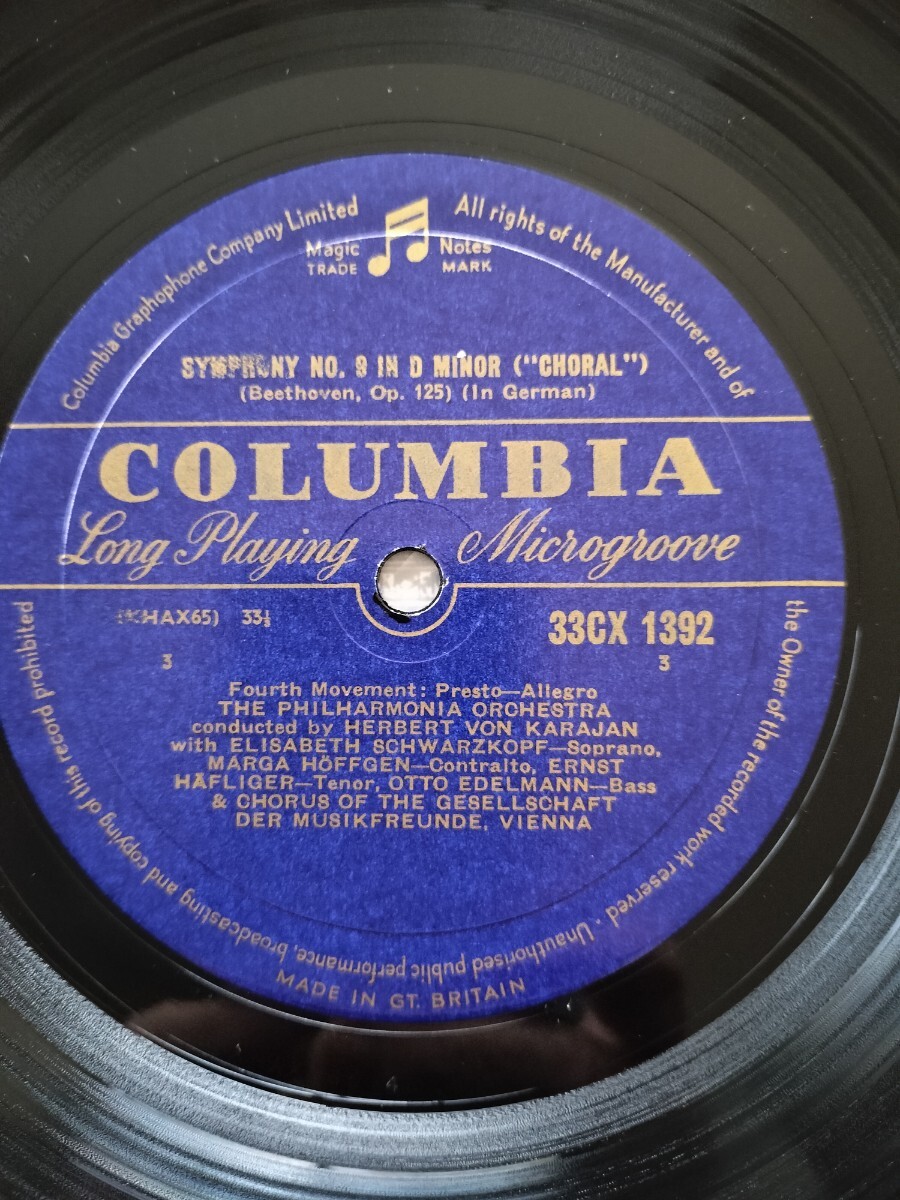 Columbia Graphophone Company Limited
All rights of the Manufacturer and of
the Owner of the recorded work reserved · Unauthorised public performance, broadcasting and copying of this record prohibited
Magic Notes
TRADE MARK
SYMPHONY NO. 9 IN D MINOR ("CHORAL")
(Beethoven, Op. 125) (In German)
COLUMBIA
Long Playing Microgroove
33⅓
33CX 1392
3 3
Fourth Movement: Presto—Allegro
THE PHILHARMONIA ORCHESTRA
conducted by HERBERT VON KARAJAN
with ELISABETH SCHWARZKOPF—Soprano,
MARGA HÖFFGEN—Contralto, ERNST
HÄFLIGER—Tenor, OTTO EDELMANN—Bass
& CHORUS OF THE GESELLSCHAFT
DER MUSIKFREUNDE, VIENNA
MADE IN GT. BRITAIN
4